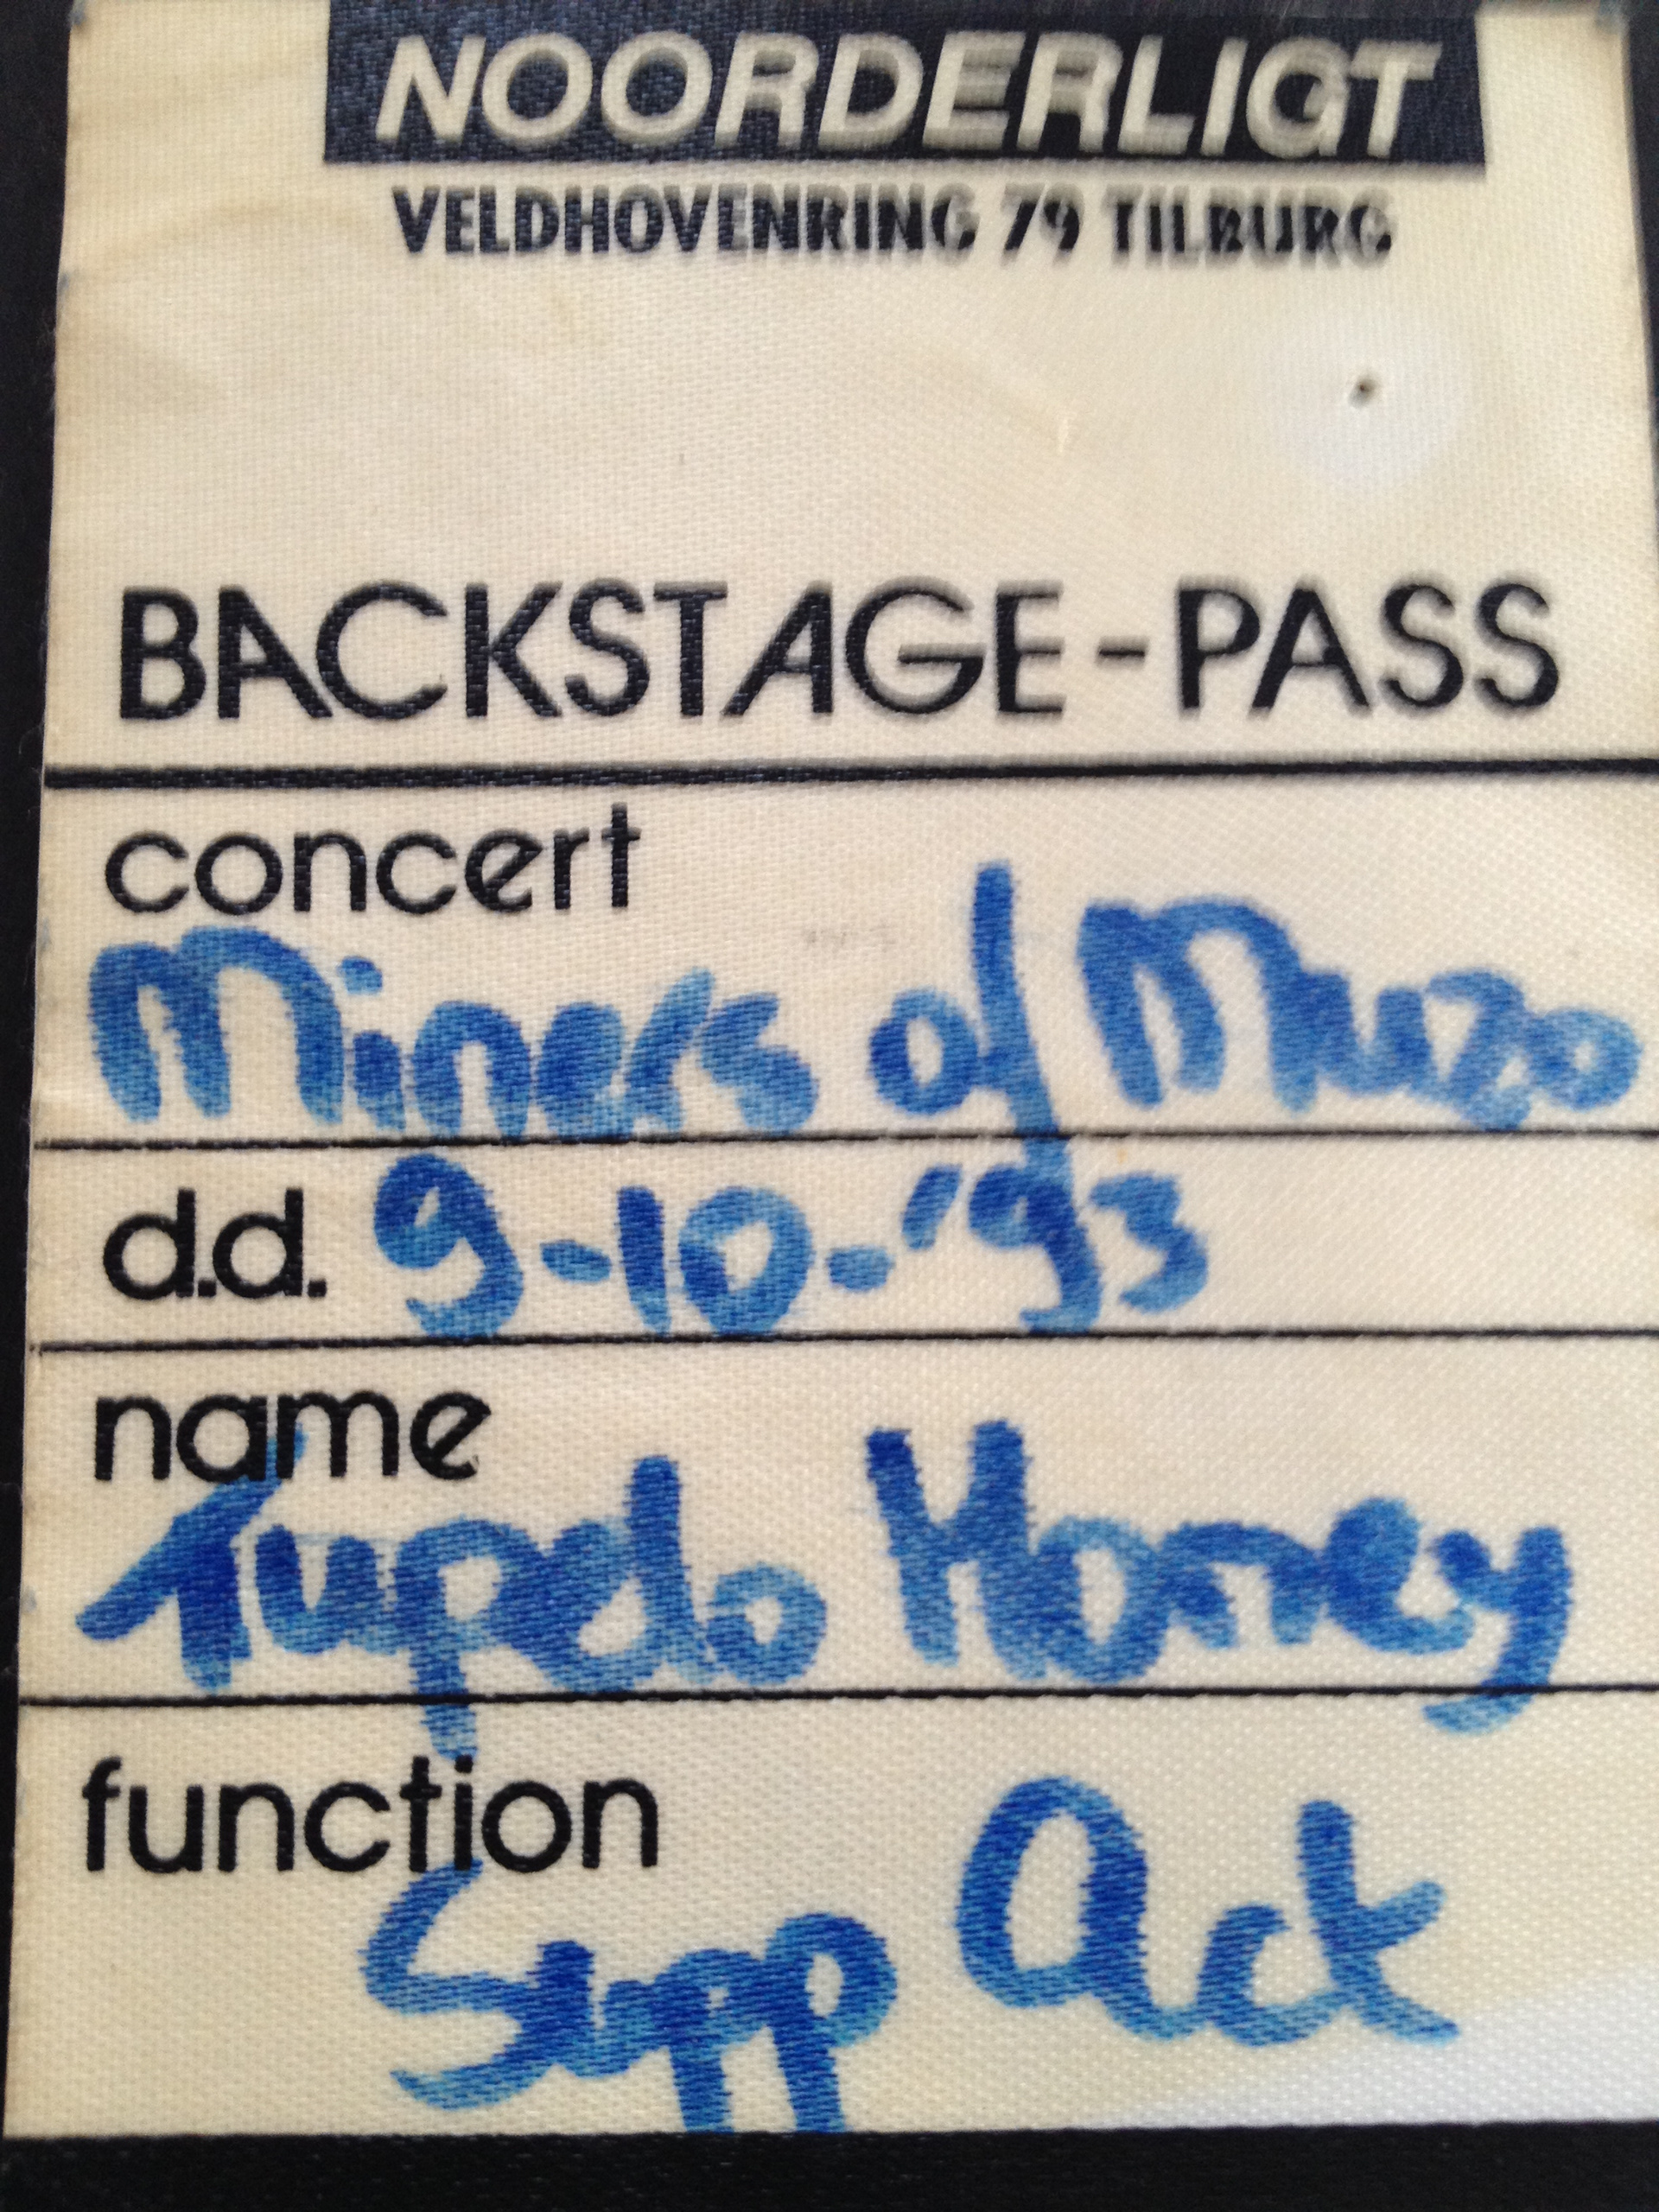 NOORDERLIGT
VELDHOVENRING 79 TILBURG
BACKSTAGE-PASS
concert
Miners of Muzo
d.d. 9-10-'93
name
Tupelo Honey
function
Supp Act